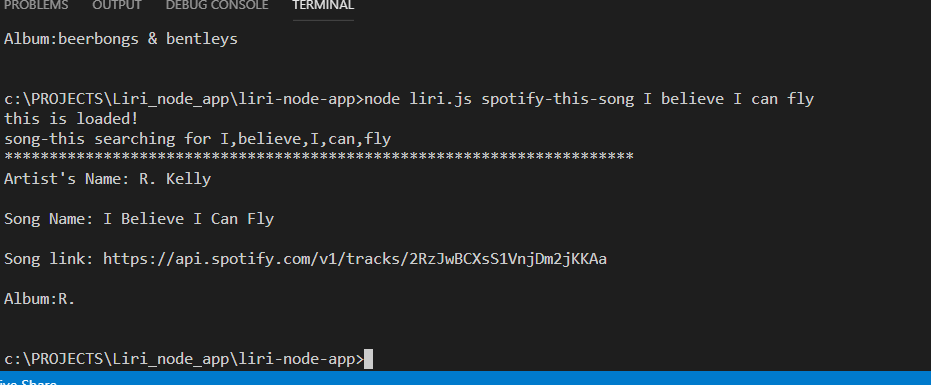 PROBLEMS OUTPUT DEBUG CONSOLE TERMINAL
Album:beerbongs & bentleys
c:\PROJECTS\Liri_node_app\liri-node-app>node liri.js spotify-this-song I believe I can fly
this is loaded!
song-this searching for I,believe,I,can,fly
**********************************************************************
Artist's Name: R. Kelly
Song Name: I Believe I Can Fly
Song link: https://api.spotify.com/v1/tracks/2RzJwBCXsS1VnjDm2jKKAa
Album:R.
c:\PROJECTS\Liri_node_app\liri-node-app>
ive Share